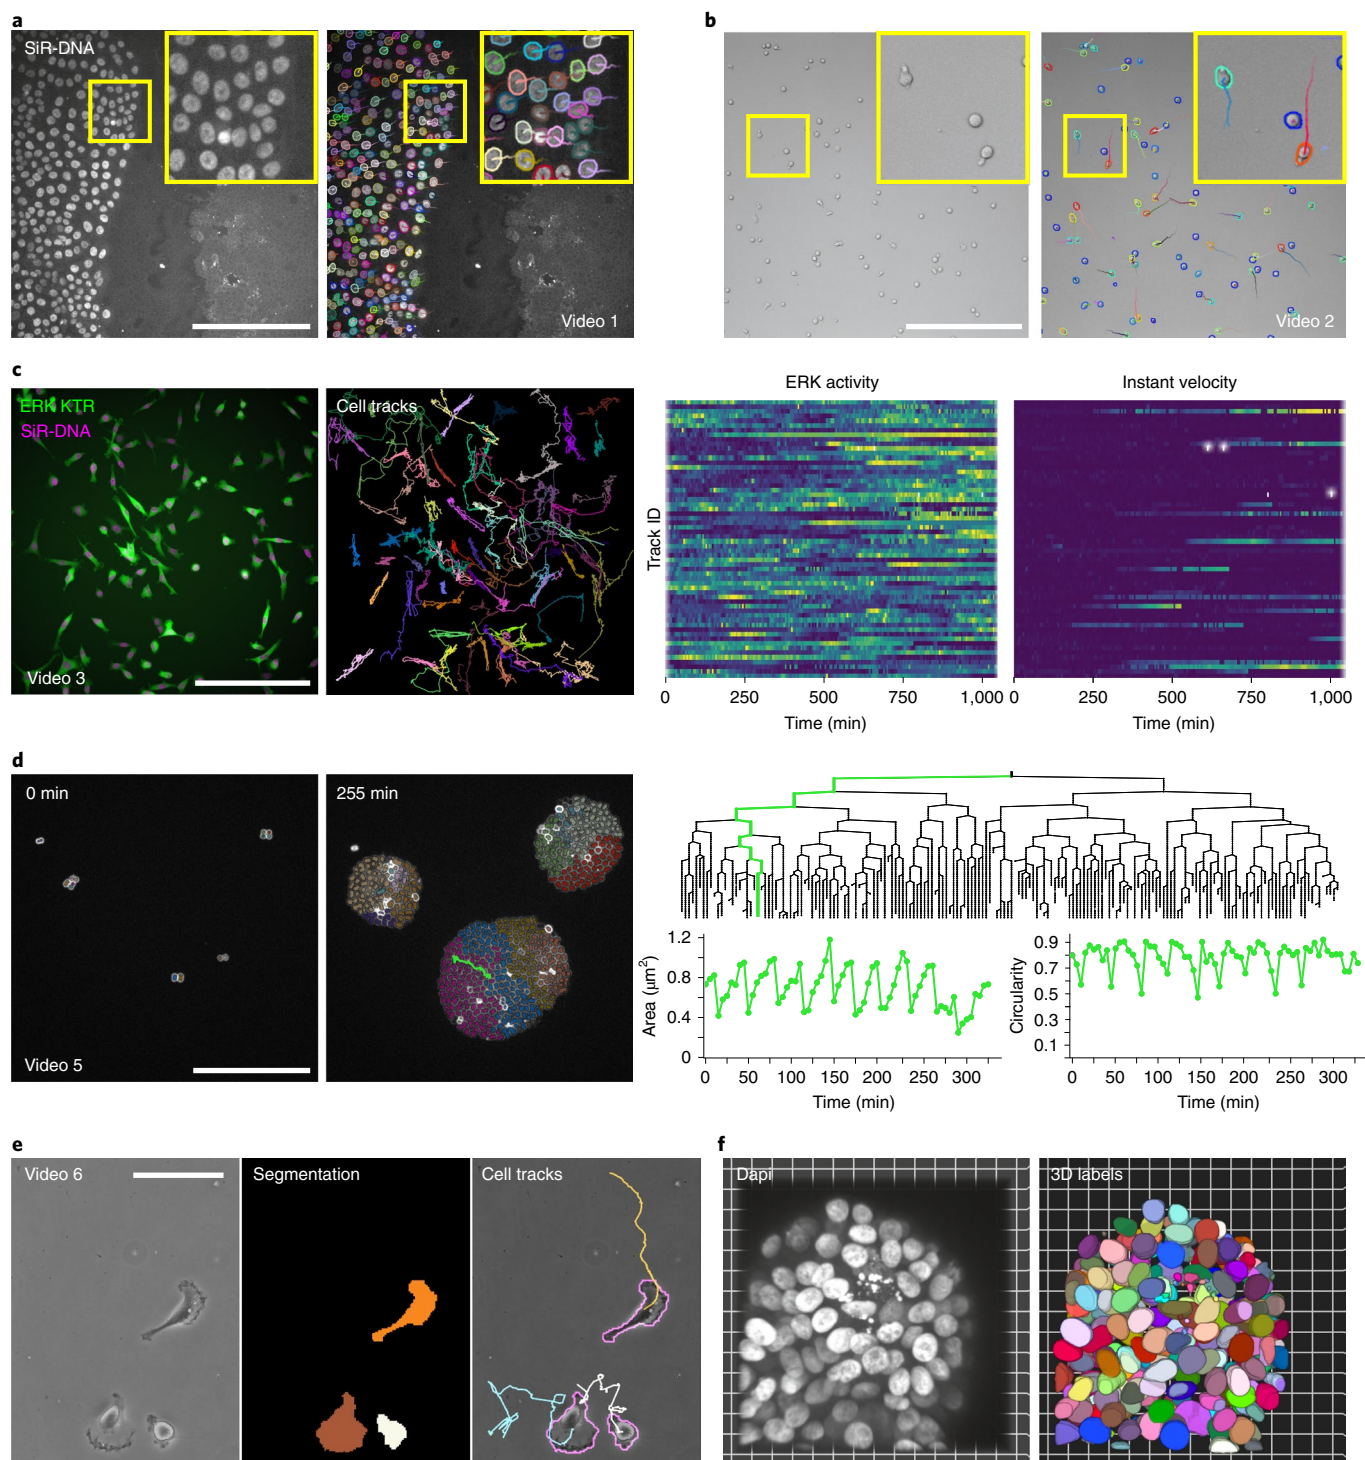 a
SiR-DNA
Video 1
b
Video 2
c
ERK KTR
SiR-DNA
Video 3
Cell tracks
ERK activity
Track ID
0 250 500 750 1,000
Time (min)
Instant velocity
0 250 500 750 1,000
Time (min)
d
0 min
Video 5
255 min
Area (μm²)
1.2
0.8
0.4
0
0 50 100 150 200 250 300
Time (min)
Circularity
0.9
0.7
0.5
0.3
0.1
0 50 100 150 200 250 300
Time (min)
e
Video 6
Segmentation
Cell tracks
f
Dapi
3D labels